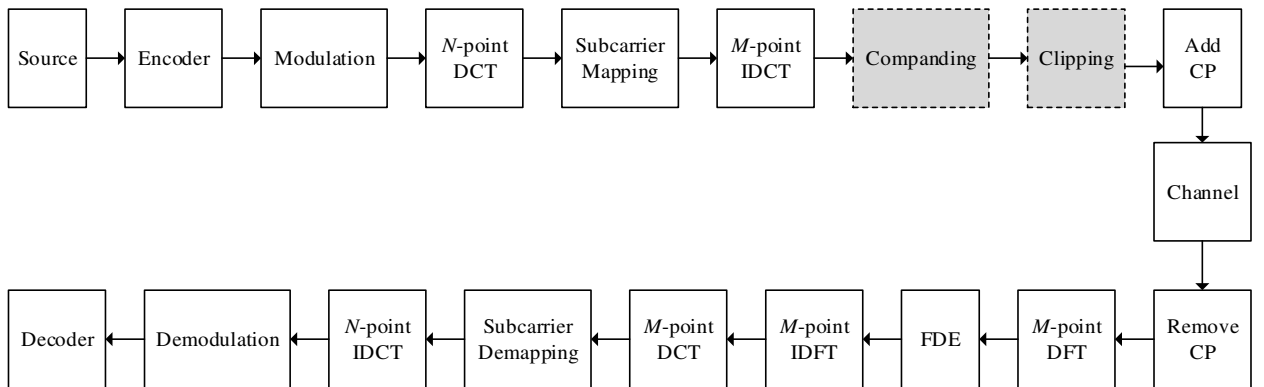 Source
Encoder
Modulation
N-point
DCT
Subcarrier
Mapping
M-point
IDCT
Companding
Clipping
Add
CP
Channel
Decoder
Demodulation
N-point
IDCT
Subcarrier
Demapping
M-point
DCT
M-point
IDFT
FDE
M-point
DFT
Remove
CP